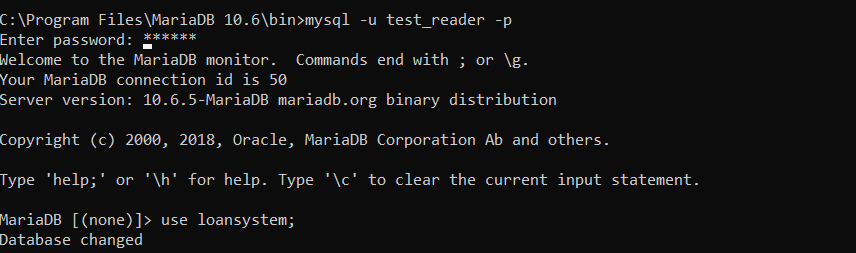 C:\Program Files\MariaDB 10.6\bin>mysql -u test_reader -p
Enter password: ******
Welcome to the MariaDB monitor.  Commands end with ; or \g.
Your MariaDB connection id is 50
Server version: 10.6.5-MariaDB mariadb.org binary distribution
Copyright (c) 2000, 2018, Oracle, MariaDB Corporation Ab and others.
Type 'help;' or '\h' for help. Type '\c' to clear the current input statement.
MariaDB [(none)]> use loansystem;
Database changed